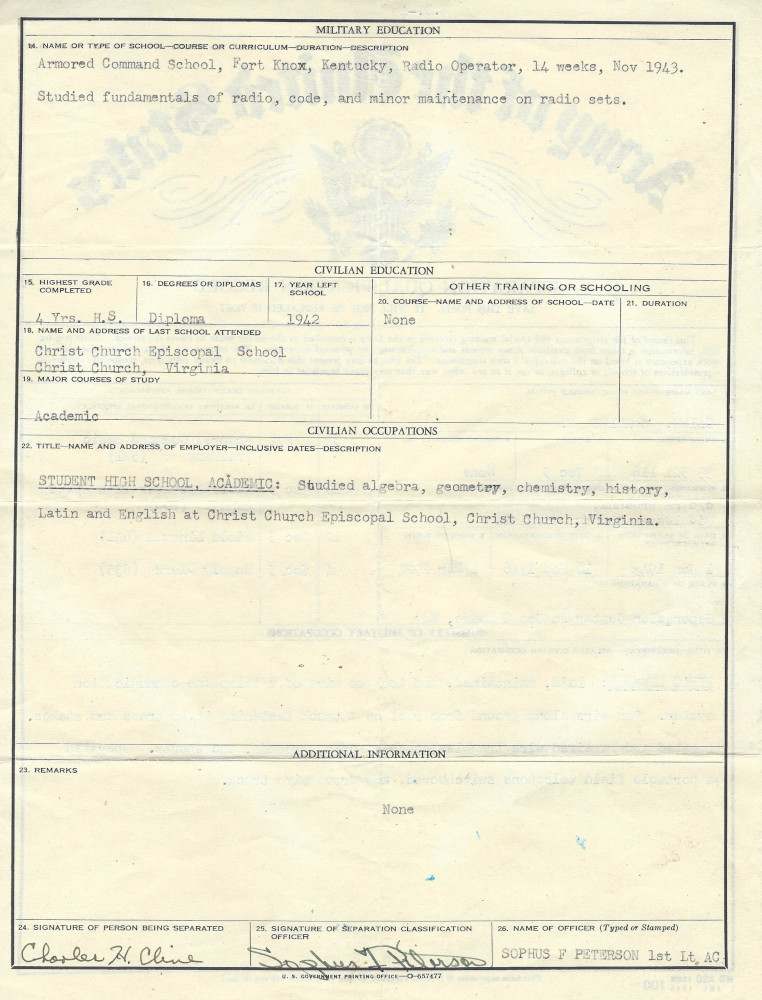 MILITARY EDUCATION
14. NAME OR TYPE OF SCHOOL—COURSE OR CURRICULUM—DURATION—DESCRIPTION
Armored Command School, Fort Knox, Kentucky, Radio Operator, 14 weeks, Nov 1943.
Studied fundamentals of radio, code, and minor maintenance on radio sets.
CIVILIAN EDUCATION
15. HIGHEST GRADE COMPLETED
4 Yrs. H.S.
16. DEGREES OR DIPLOMAS
Diploma
17. YEAR LEFT SCHOOL
1942
OTHER TRAINING OR SCHOOLING
20. COURSE—NAME AND ADDRESS OF SCHOOL—DATE
None
21. DURATION
18. NAME AND ADDRESS OF LAST SCHOOL ATTENDED
Christ Church Episcopal School
Christ Church, Virginia
19. MAJOR COURSES OF STUDY
Academic
CIVILIAN OCCUPATIONS
22. TITLE—NAME AND ADDRESS OF EMPLOYER—INCLUSIVE DATES—DESCRIPTION
STUDENT HIGH SCHOOL, ACADEMIC: Studied algebra, geometry, chemistry, history,
Latin and English at Christ Church Episcopal School, Christ Church, Virginia.
ADDITIONAL INFORMATION
23. REMARKS
None
24. SIGNATURE OF PERSON BEING SEPARATED
Charles H. Cline
25. SIGNATURE OF SEPARATION CLASSIFICATION OFFICER
Sophus F Peterson
26. NAME OF OFFICER (Typed or Stamped)
SOPHUS F PETERSON 1st Lt AC
U. S. GOVERNMENT PRINTING OFFICE—O-657477